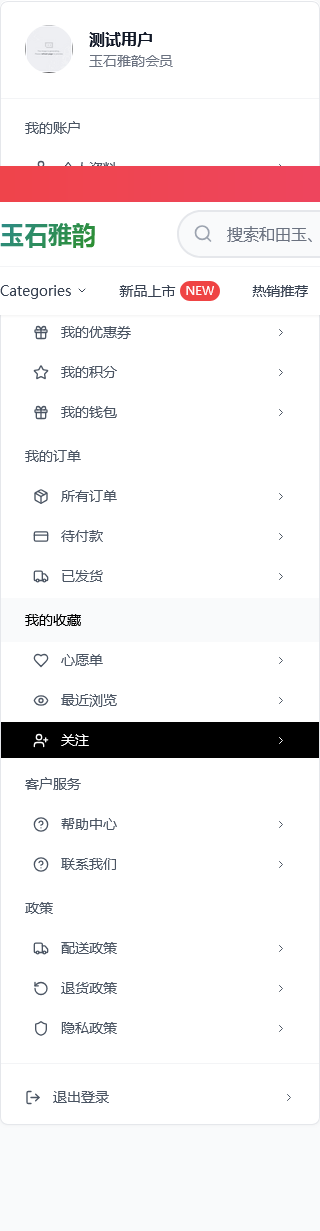 测试用户
玉石雅韵会员
我的账户
个人资料
玉石雅韵
搜索和田玉、
Categories
新品上市 NEW
热销推荐
我的优惠券
我的积分
我的钱包
我的订单
所有订单
待付款
已发货
我的收藏
心愿单
最近浏览
关注
客户服务
帮助中心
联系我们
政策
配送政策
退货政策
隐私政策
退出登录